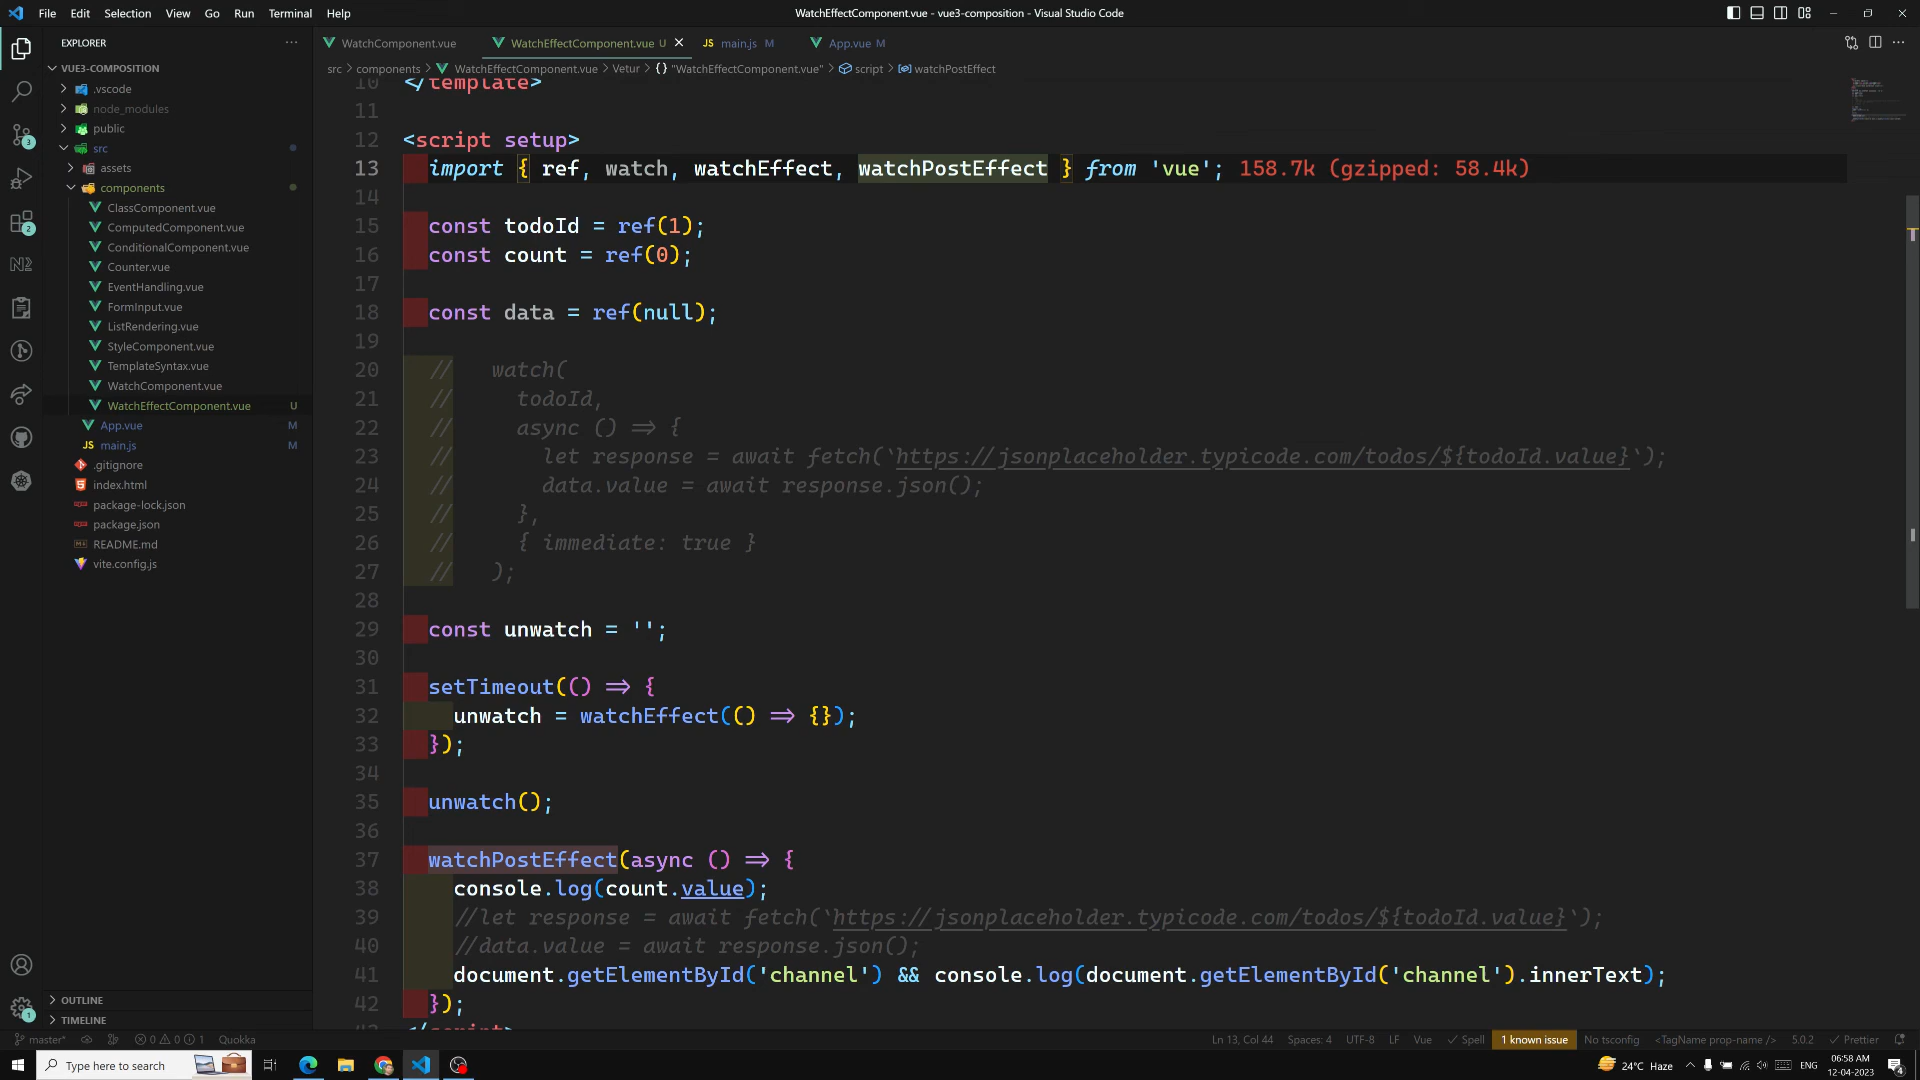 File Edit Selection View Go Run Terminal Help
WatchEffectComponent.vue - vue3-composition - Visual Studio Code
EXPLORER
VUE3-COMPOSITION
.vscode
node_modules
public
src
assets
components
ClassComponent.vue
ComputedComponent.vue
ConditionalComponent.vue
Counter.vue
EventHandling.vue
FormInput.vue
ListRendering.vue
StyleComponent.vue
TemplateSyntax.vue
WatchComponent.vue
WatchEffectComponent.vue U
App.vue M
main.js M
.gitignore
index.html
package-lock.json
package.json
README.md
vite.config.js
OUTLINE
TIMELINE
WatchComponent.vue WatchEffectComponent.vue U main.js M App.vue M
src > components > WatchEffectComponent.vue > Vetur > {} "WatchEffectComponent.vue" > script > watchPostEffect
10 </template>
11
12 <script setup>
13 import { ref, watch, watchEffect, watchPostEffect } from 'vue'; 158.7k (gzipped: 58.4k)
14
15 const todoId = ref(1);
16 const count = ref(0);
17
18 const data = ref(null);
19
20 // watch(
21 // todoId,
22 // async () => {
23 // let response = await fetch(`https://jsonplaceholder.typicode.com/todos/${todoId.value}`);
24 // data.value = await response.json();
25 // },
26 // { immediate: true }
27 // );
28
29 const unwatch = '';
30
31 setTimeout(() => {
32 unwatch = watchEffect(() => {});
33 });
34
35 unwatch();
36
37 watchPostEffect(async () => {
38 console.log(count.value);
39 //let response = await fetch(`https://jsonplaceholder.typicode.com/todos/${todoId.value}`);
40 //data.value = await response.json();
41 document.getElementById('channel') && console.log(document.getElementById('channel').innerText);
42 });
43 </script>
master* 0 0 1 Quokka
Ln 13, Col 44 Spaces: 4 UTF-8 LF Vue Spell 1 known issue No tsconfig <TagName prop-name /> 5.0.2 Prettier
Type here to search
24°C Haze ENG 06:58 AM 12-04-2023